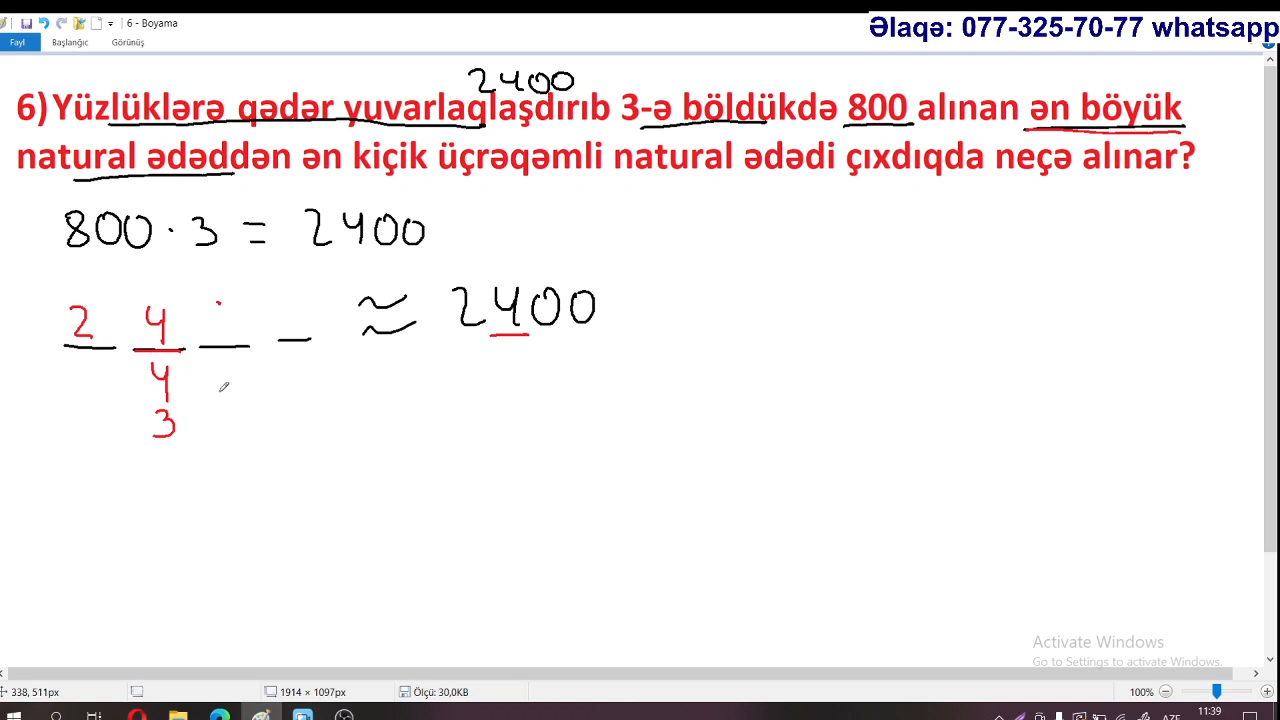 6 - Boyama
Əlaqə: 077-325-70-77 whatsapp
Fayl Başlanğıc Görünüş
2400
6) Yüzlüklərə qədər yuvarlaqlaşdırıb 3-ə böldükdə 800 alınan ən böyük
natural ədəddən ən kiçik üçrəqəmli natural ədədi çıxdıqda neçə alınar?
800 · 3 = 2400
2 4 ≈ 2400
4
3
Activate Windows
Go to Settings to activate Windows.
338, 511px 1914 × 1097px Ölçü: 30,0KB 100%
AZE 11:39